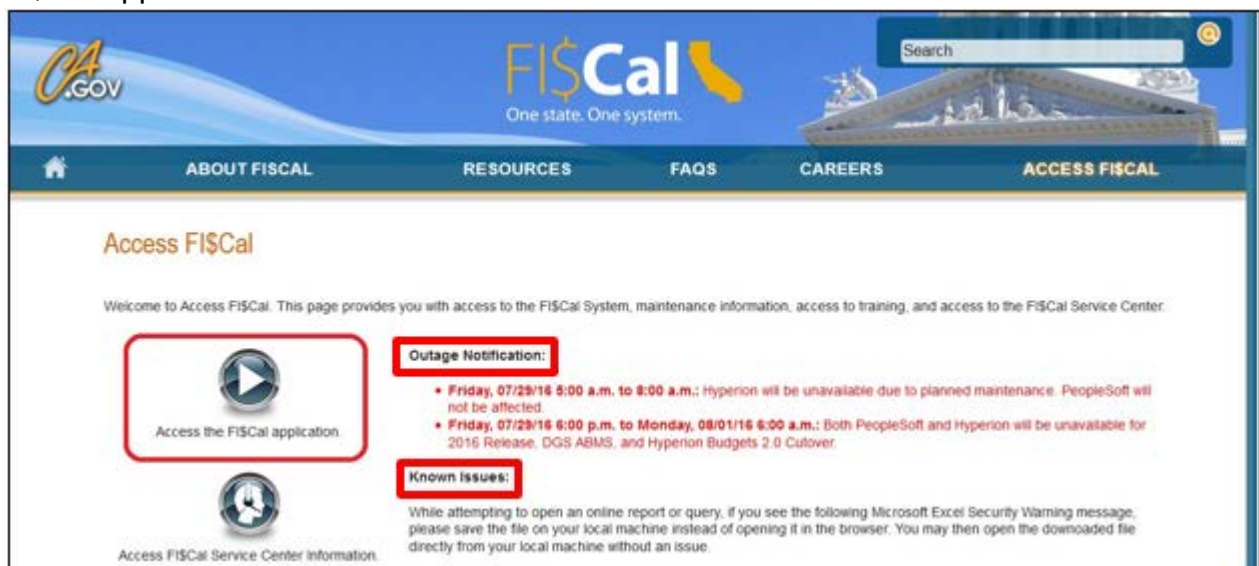 CA
.GOV
FI$Cal
One state. One system.
Search
ABOUT FISCAL
RESOURCES
FAQS
CAREERS
ACCESS FI$CAL
Access FI$Cal
Welcome to Access FI$Cal. This page provides you with access to the FI$Cal System, maintenance information, access to training, and access to the FI$Cal Service Center.
Access the FI$Cal application.
Access FI$Cal Service Center Information.
Outage Notification:
• Friday, 07/29/16 5:00 a.m. to 8:00 a.m.: Hyperion will be unavailable due to planned maintenance. PeopleSoft will
not be affected.
• Friday, 07/29/16 6:00 p.m. to Monday, 08/01/16 6:00 a.m.: Both PeopleSoft and Hyperion will be unavailable for
2016 Release, DGS ABMS, and Hyperion Budgets 2.0 Cutover.
Known Issues:
While attempting to open an online report or query, if you see the following Microsoft Excel Security Warning message,
please save the file on your local machine instead of opening it in the browser. You may then open the downoaded file
directly from your local machine without an issue.